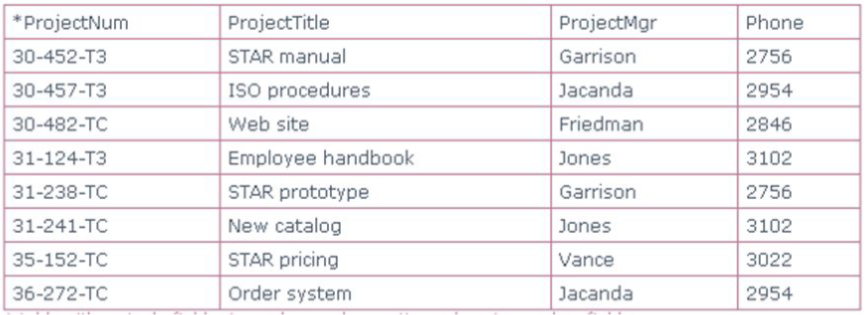 *ProjectNum ProjectTitle ProjectMgr Phone
30-452-T3 STAR manual Garrison 2756
30-457-T3 ISO procedures Jacanda 2954
30-482-TC Web site Friedman 2846
31-124-T3 Employee handbook Jones 3102
31-238-TC STAR prototype Garrison 2756
31-241-TC New catalog Jones 3102
35-152-TC STAR pricing Vance 3022
36-272-TC Order system Jacanda 2954